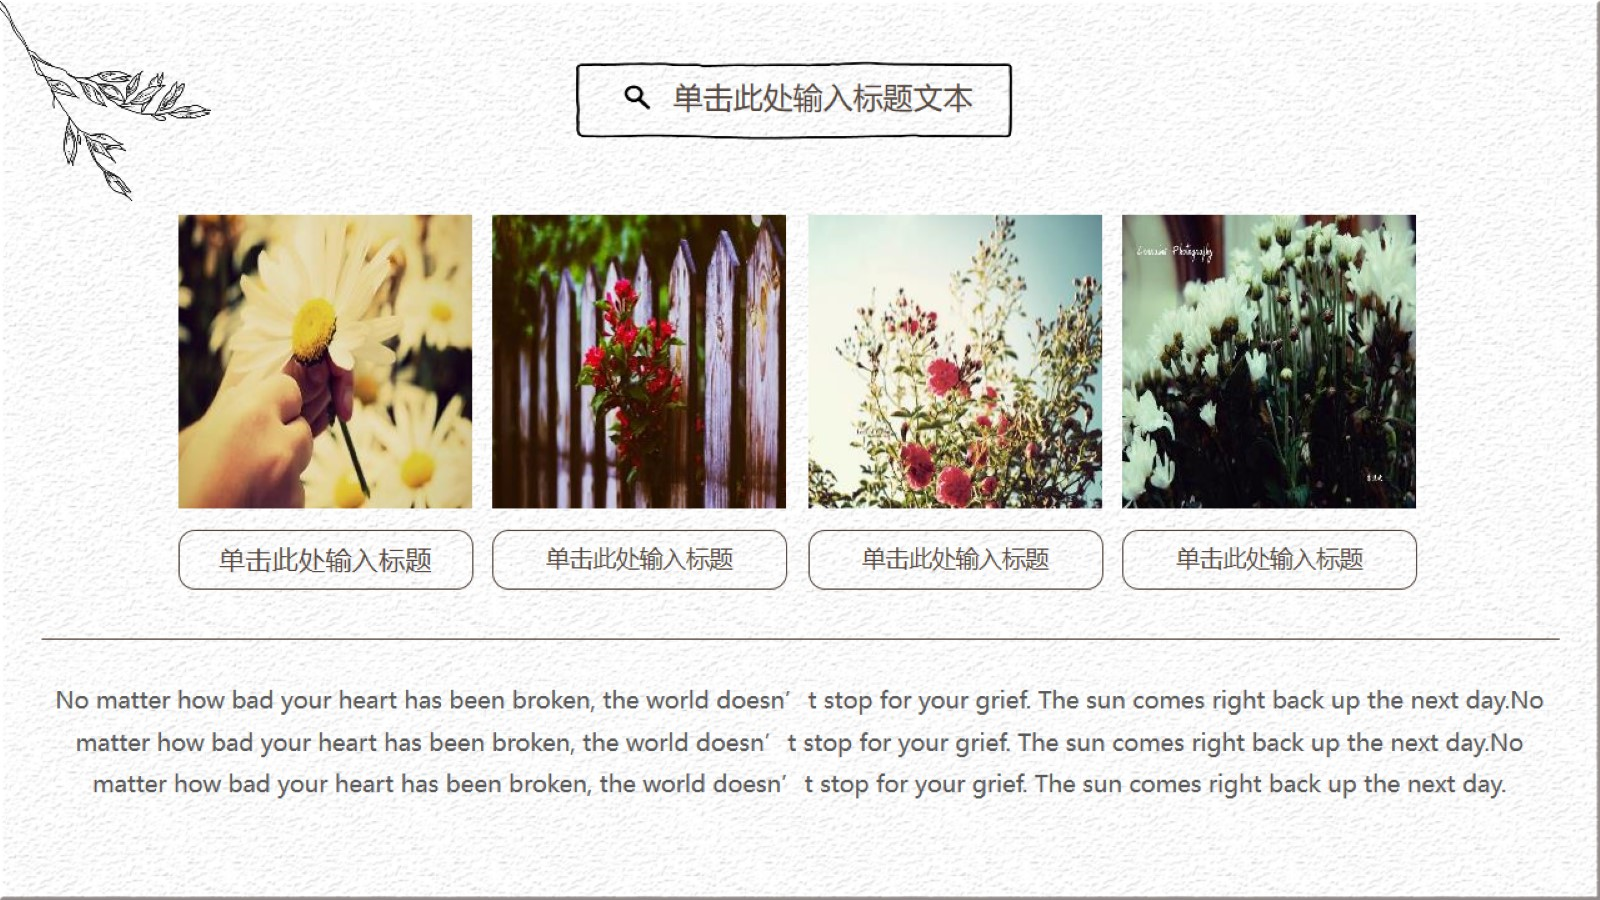 单击此处输入标题文本
Lorraine Photography
单击此处输入标题
单击此处输入标题
单击此处输入标题
单击此处输入标题
No matter how bad your heart has been broken, the world doesn’t stop for your grief. The sun comes right back up the next day.No
matter how bad your heart has been broken, the world doesn’t stop for your grief. The sun comes right back up the next day.No
matter how bad your heart has been broken, the world doesn’t stop for your grief. The sun comes right back up the next day.